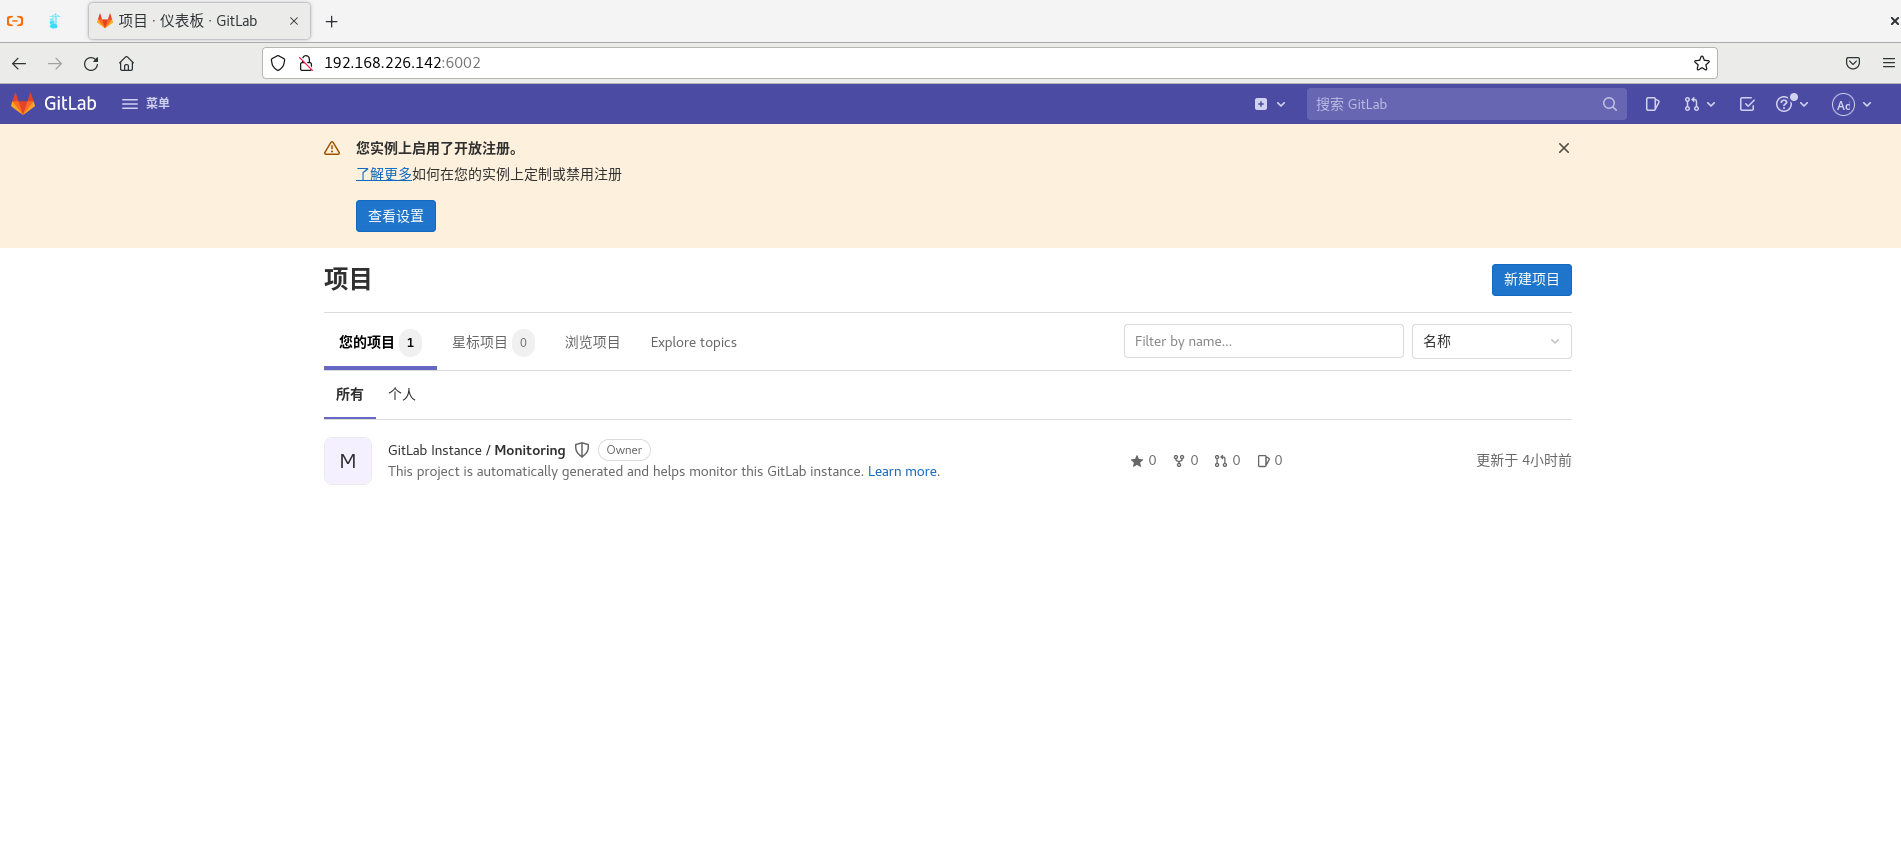 项目 · 仪表板 · GitLab
192.168.226.142:6002
GitLab 菜单 搜索 GitLab Ad
您实例上启用了开放注册。
了解更多如何在您的实例上定制或禁用注册
查看设置
项目 新建项目
您的项目 1 星标项目 0 浏览项目 Explore topics Filter by name... 名称
所有 个人
M GitLab Instance / Monitoring Owner
This project is automatically generated and helps monitor this GitLab instance. Learn more.
0 0 0 0 更新于 4小时前